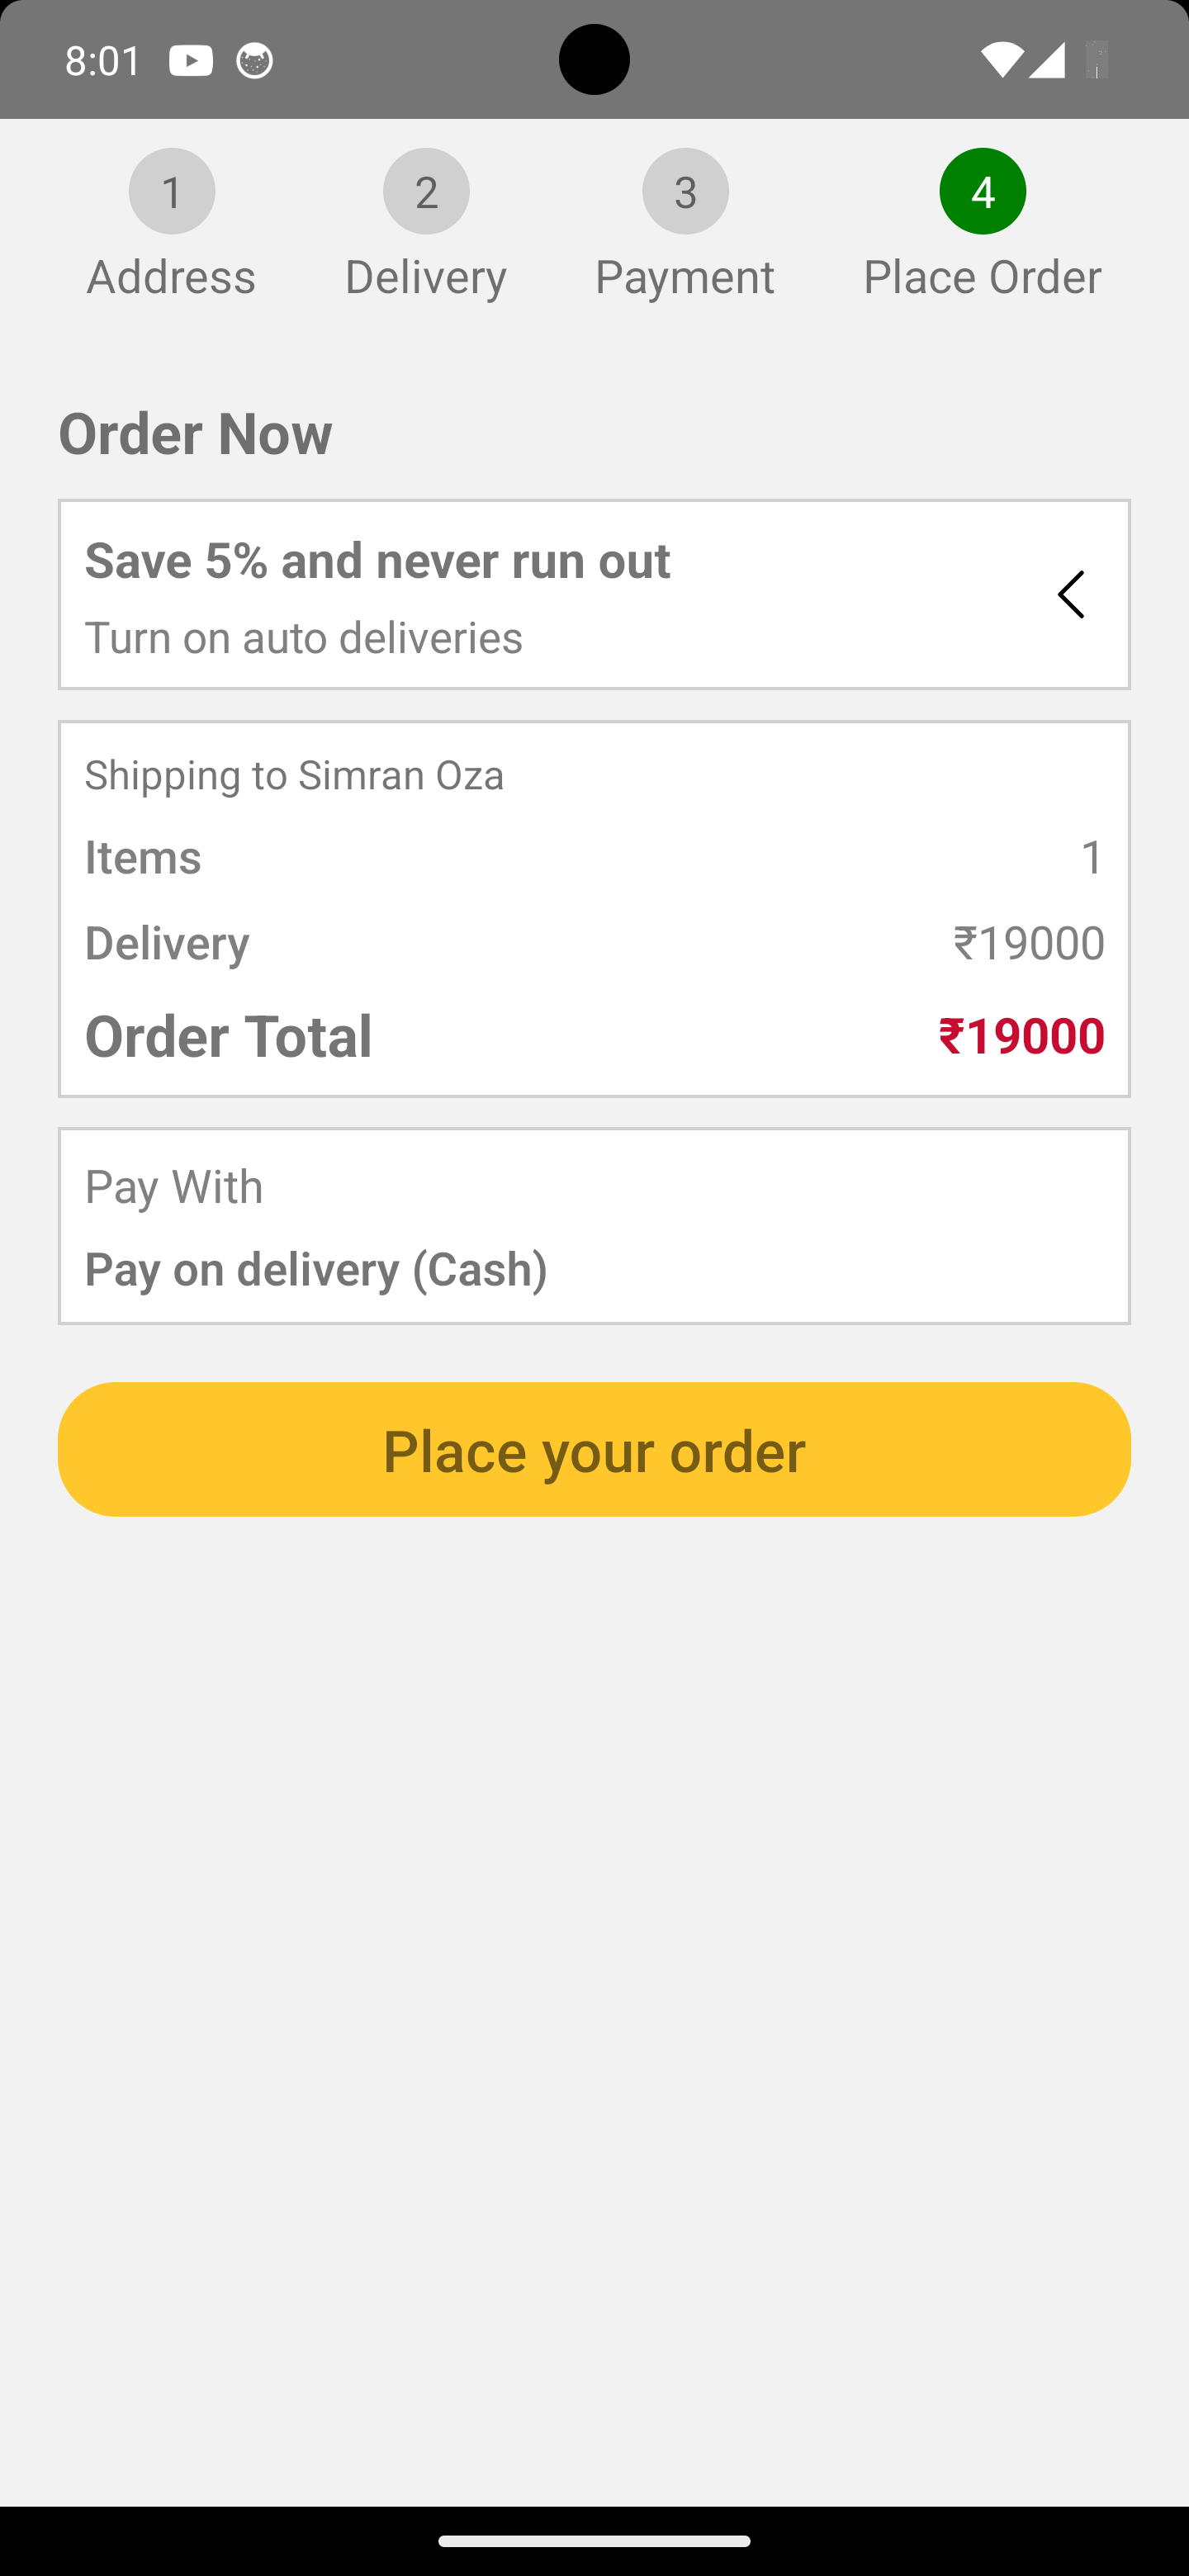 8:01
1 2 3 4
Address Delivery Payment Place Order
Order Now
Save 5% and never run out
Turn on auto deliveries
Shipping to Simran Oza
Items 1
Delivery ₹19000
Order Total ₹19000
Pay With
Pay on delivery (Cash)
Place your order